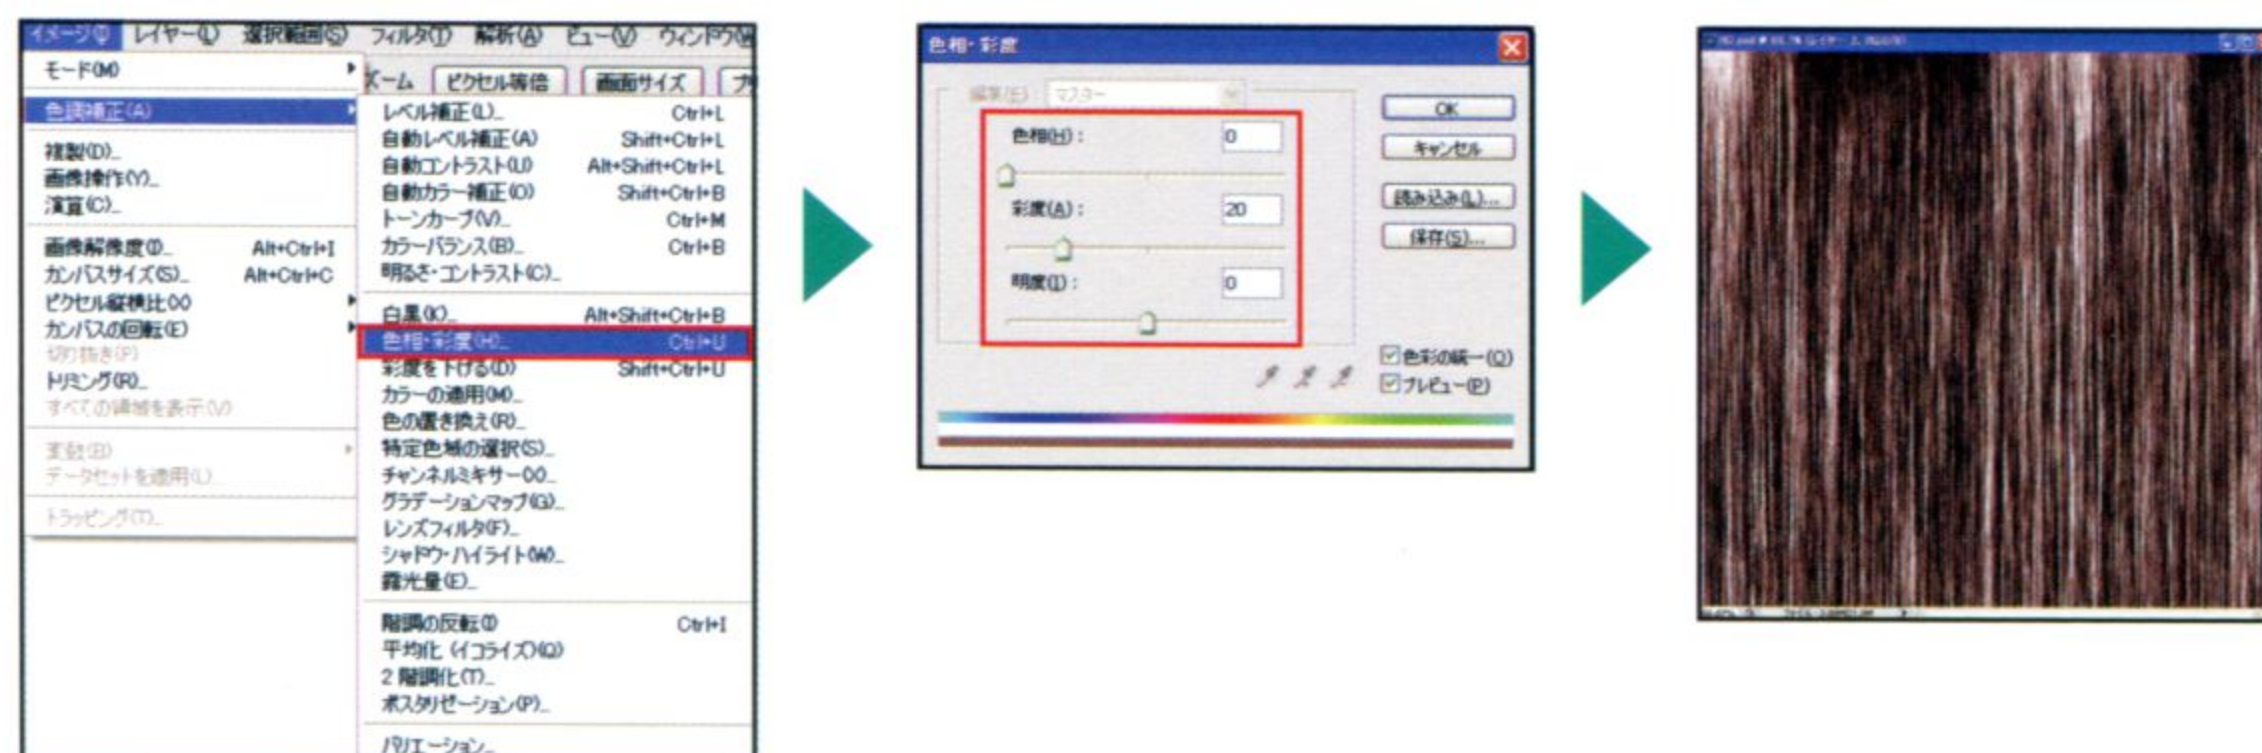 イメージ(I) レイヤー(L) 選択範囲(S) フィルタ(T) 解析(A) ビュー(V) ウィンドウ(W
モード(M)
ズーム ピクセル等倍 画面サイズ プリ
色調補正(A)
複製(D)...
画像操作(Y)...
演算(C)...
画像解像度(I)... Alt+Ctrl+I
カンバスサイズ(S)... Alt+Ctrl+C
ピクセル縦横比(X)
カンバスの回転(E)
切り抜き(P)
トリミング(R)...
すべての領域を表示(V)
変数(B)
データセットを適用(L)...
トラッピング(T)...
レベル補正(L)... Ctrl+L
自動レベル補正(A) Shift+Ctrl+L
自動コントラスト(U) Alt+Shift+Ctrl+L
自動カラー補正(O) Shift+Ctrl+B
トーンカーブ(V)... Ctrl+M
カラーバランス(B)... Ctrl+B
明るさ・コントラスト(C)...
白黒(K)... Alt+Shift+Ctrl+B
色相・彩度(H)... Ctrl+U
彩度を下げる(D) Shift+Ctrl+U
カラーの適用(M)...
色の置き換え(R)...
特定色域の選択(S)...
チャンネルミキサー(X)...
グラデーションマップ(G)...
レンズフィルタ(F)...
シャドウ・ハイライト(W)...
露光量(E)...
階調の反転(I) Ctrl+I
平均化 (イコライズ)(Q)
2 階調化(T)...
ポスタリゼーション(P)...
バリエーション...
色相・彩度
編集(E): マスター
色相(H): 0
彩度(A): 20
明度(I): 0
OK
キャンセル
読み込み(L)...
保存(S)...
色彩の統一(O)
プレビュー(P)